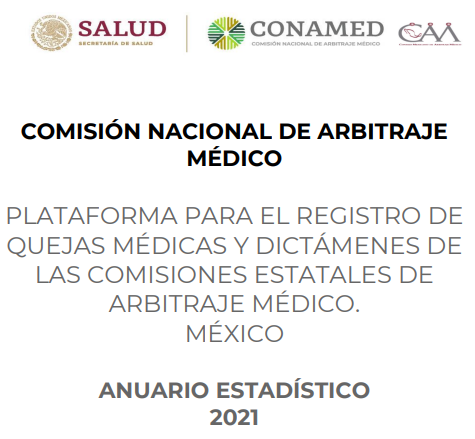 SALUD
SECRETARÍA DE SALUD
CONAMED
COMISIÓN NACIONAL DE ARBITRAJE MÉDICO
COMISIÓN NACIONAL DE ARBITRAJE
MÉDICO
PLATAFORMA PARA EL REGISTRO DE
QUEJAS MÉDICAS Y DICTÁMENES DE
LAS COMISIONES ESTATALES DE
ARBITRAJE MÉDICO.
MÉXICO
ANUARIO ESTADÍSTICO
2021